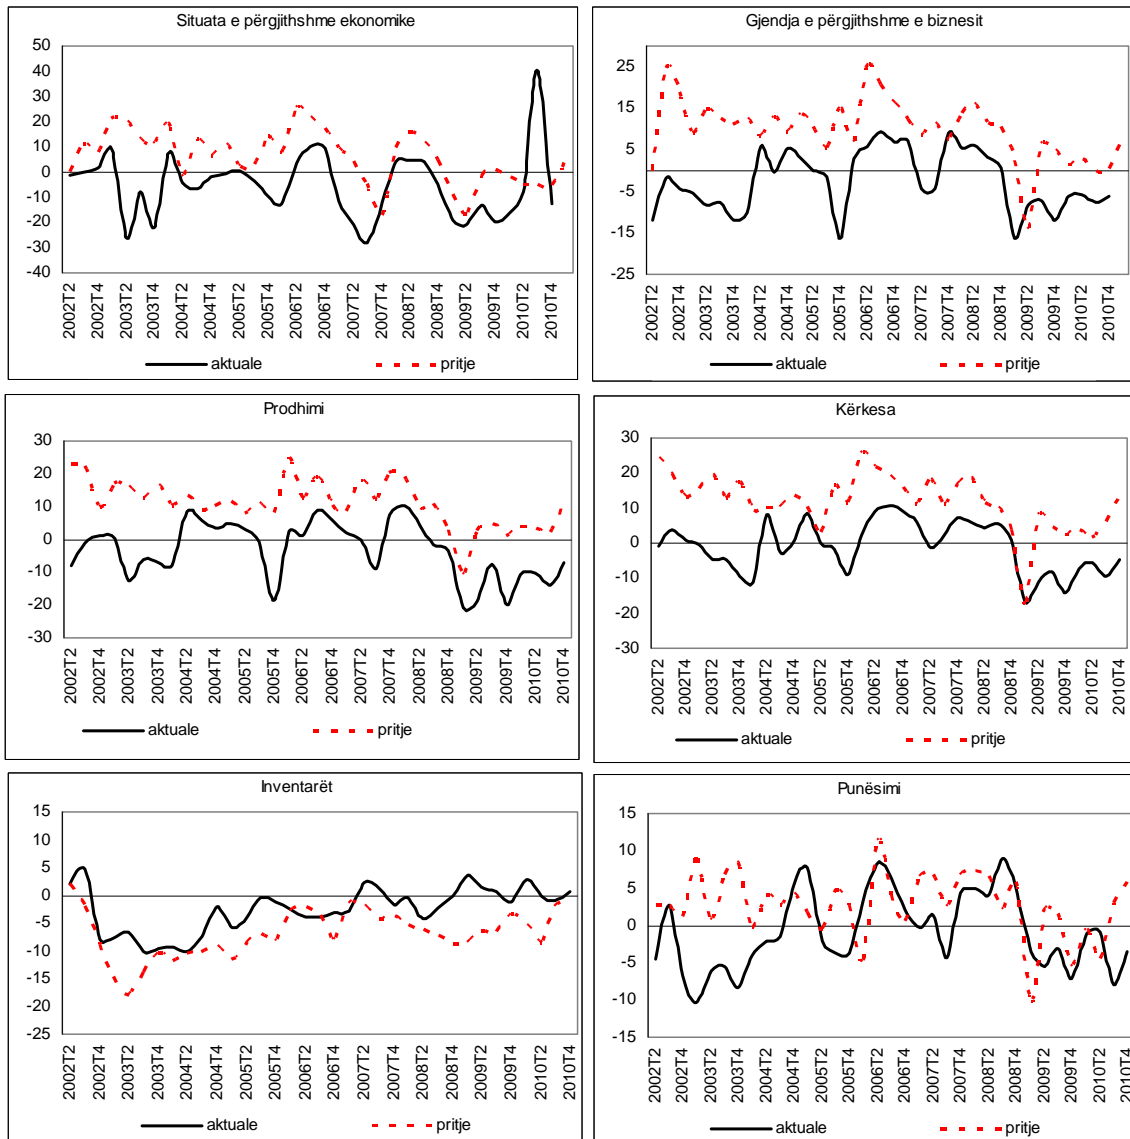 Situata e përgjithshme ekonomike
50
40
30
20
10
0
-10
-20
-30
-40
2002T2
2002T4
2003T2
2003T4
2004T2
2004T4
2005T2
2005T4
2006T2
2006T4
2007T2
2007T4
2008T2
2008T4
2009T2
2009T4
2010T2
2010T4
aktuale pritje
Gjendja e përgjithshme e biznesit
25
15
5
-5
-15
-25
2002T2
2002T4
2003T2
2003T4
2004T2
2004T4
2005T2
2005T4
2006T2
2006T4
2007T2
2007T4
2008T2
2008T4
2009T2
2009T4
2010T2
2010T4
aktuale pritje
Prodhimi
30
20
10
0
-10
-20
-30
2002T2
2002T4
2003T2
2003T4
2004T2
2004T4
2005T2
2005T4
2006T2
2006T4
2007T2
2007T4
2008T2
2008T4
2009T2
2009T4
2010T2
2010T4
aktuale pritje
Kërkesa
30
20
10
0
-10
-20
-30
2002T2
2002T4
2003T2
2003T4
2004T2
2004T4
2005T2
2005T4
2006T2
2006T4
2007T2
2007T4
2008T2
2008T4
2009T2
2009T4
2010T2
2010T4
aktuale pritje
Inventarët
15
10
5
0
-5
-10
-15
-20
-25
2002T2
2002T4
2003T2
2003T4
2004T2
2004T4
2005T2
2005T4
2006T2
2006T4
2007T2
2007T4
2008T2
2008T4
2009T2
2009T4
2010T2
2010T4
aktuale pritje
Punësimi
15
10
5
0
-5
-10
-15
2002T2
2002T4
2003T2
2003T4
2004T2
2004T4
2005T2
2005T4
2006T2
2006T4
2007T2
2007T4
2008T2
2008T4
2009T2
2009T4
2010T2
2010T4
aktuale pritje